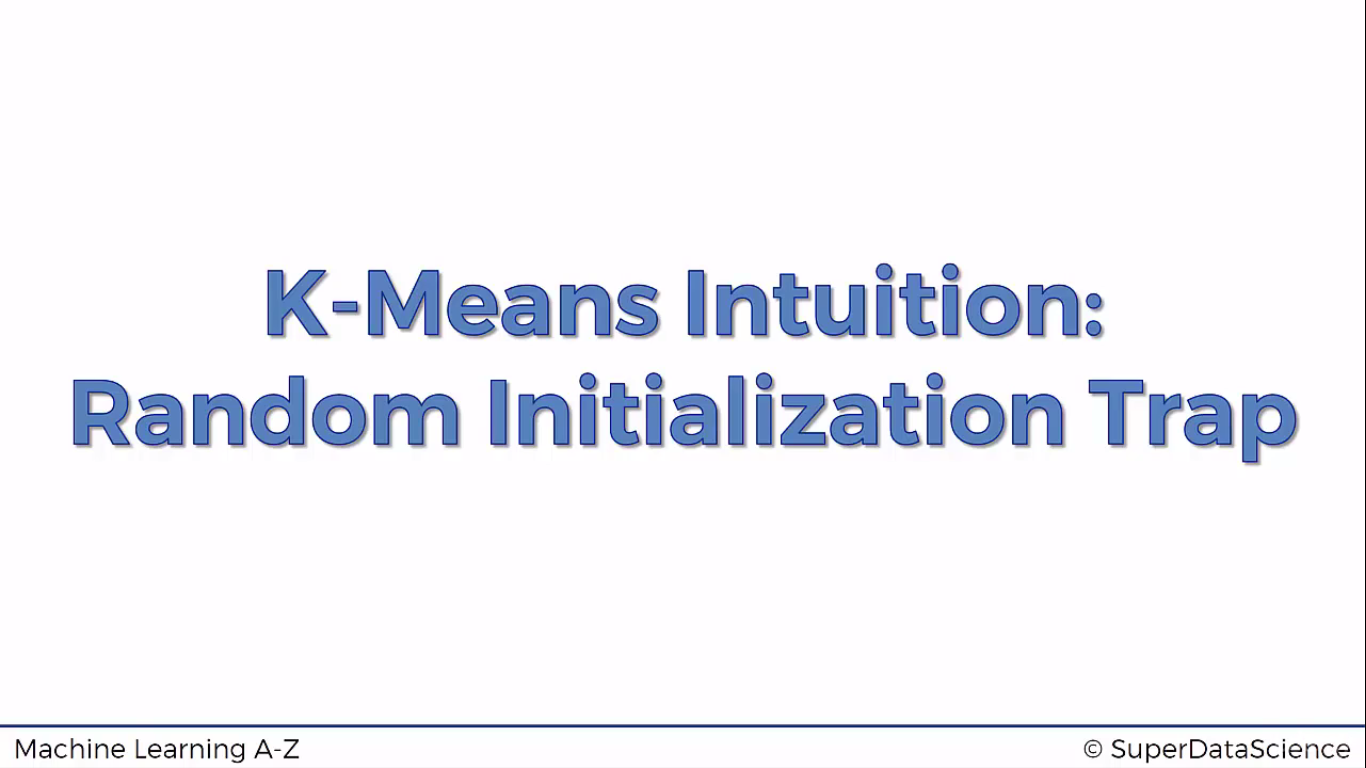 K-Means Intuition:
Random Initialization Trap
Machine Learning A-Z
© SuperDataScience